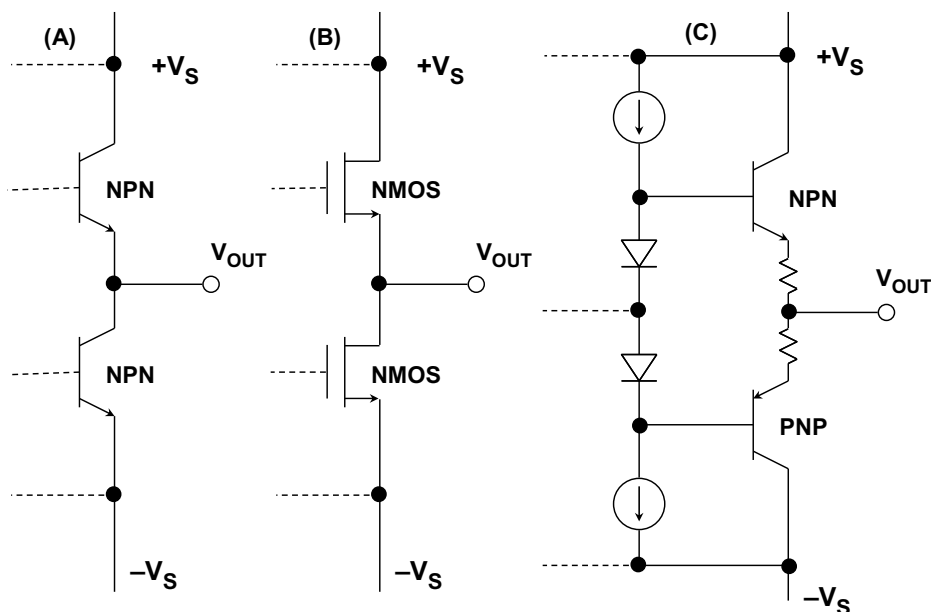 (A)
+VS
NPN
VOUT
NPN
–VS
(B)
+VS
NMOS
VOUT
NMOS
–VS
(C)
+VS
NPN
VOUT
PNP
–VS